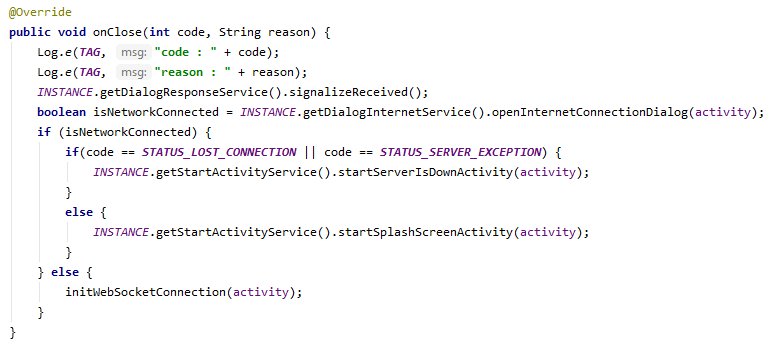 @Override
public void onClose(int code, String reason) {
    Log.e(TAG, msg: "code : " + code);
    Log.e(TAG, msg: "reason : " + reason);
    INSTANCE.getDialogResponseService().signalizeReceived();
    boolean isNetworkConnected = INSTANCE.getDialogInternetService().openInternetConnectionDialog(activity);
    if (isNetworkConnected) {
        if(code == STATUS_LOST_CONNECTION || code == STATUS_SERVER_EXCEPTION) {
            INSTANCE.getStartActivityService().startServerIsDownActivity(activity);
        }
        else {
            INSTANCE.getStartActivityService().startSplashScreenActivity(activity);
        }
    } else {
        initWebSocketConnection(activity);
    }
}